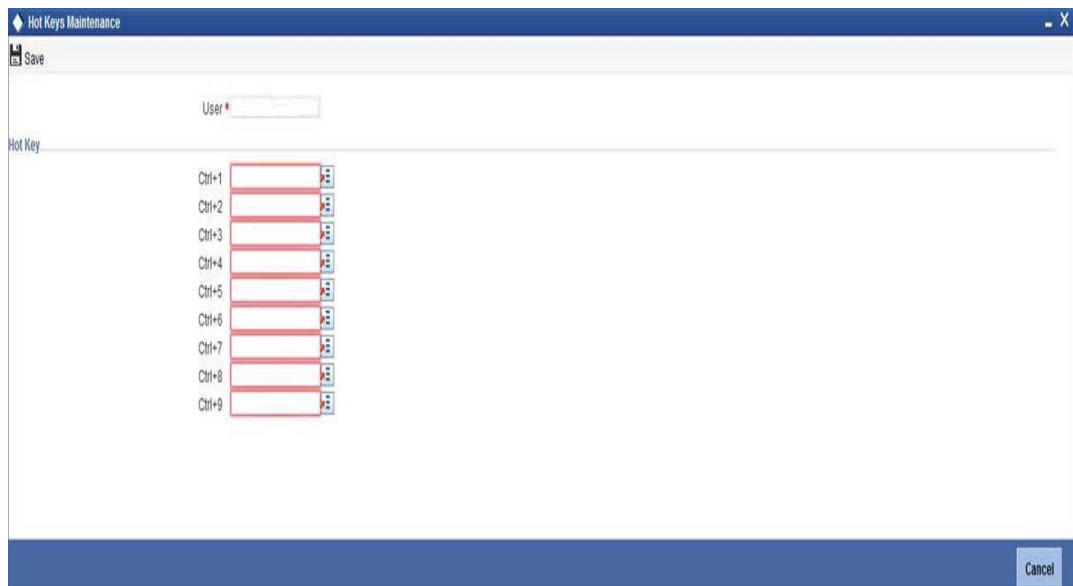 Hot Keys Maintenance
Save
User *
Hot Key
Ctrl+1
Ctrl+2
Ctrl+3
Ctrl+4
Ctrl+5
Ctrl+6
Ctrl+7
Ctrl+8
Ctrl+9
Cancel